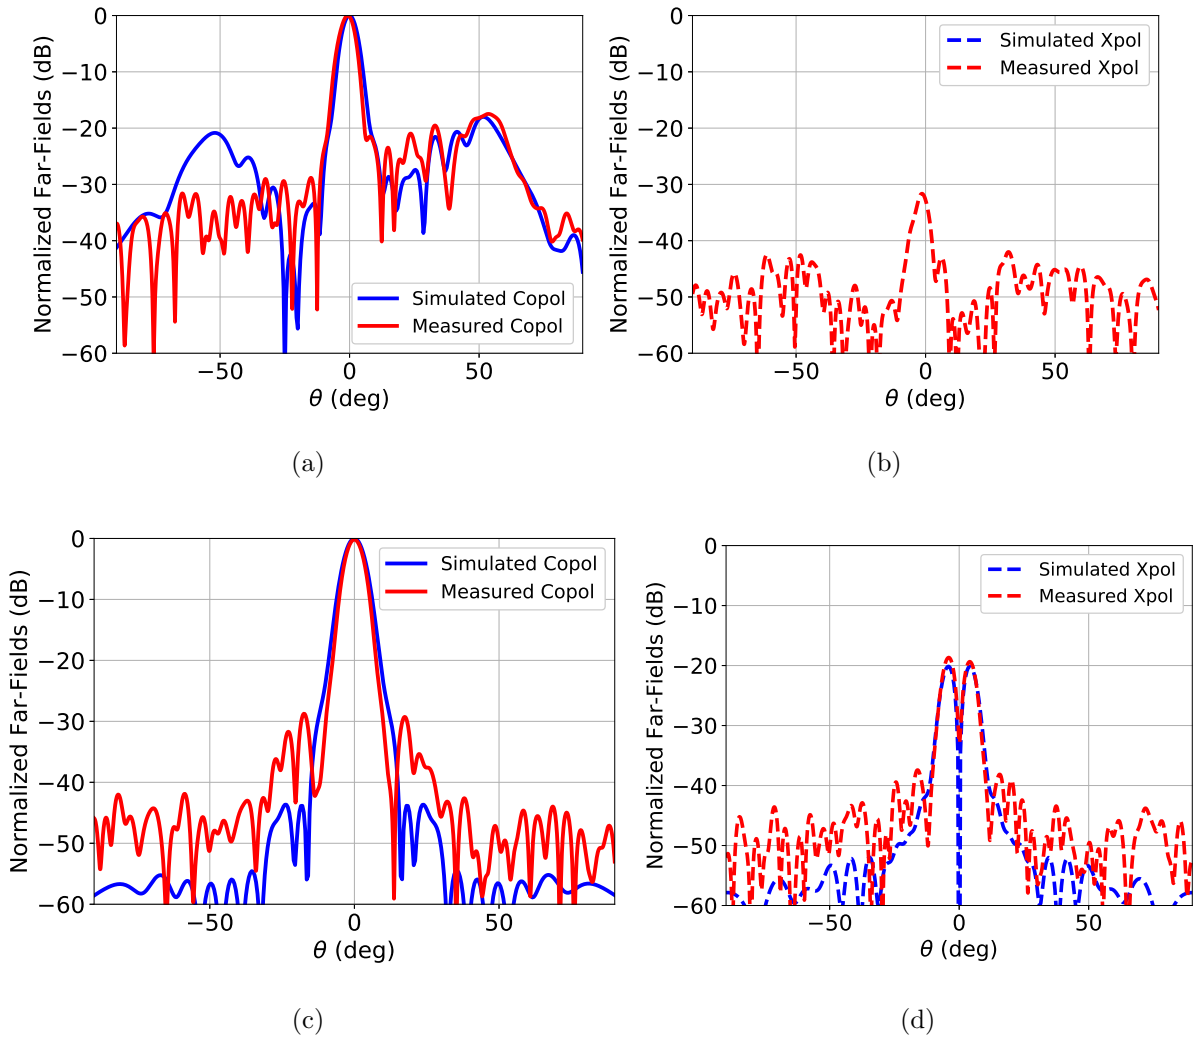 Normalized Far-Fields (dB)
0
−10
−20
−30
−40
−50
−60
−50
0
50
θ (deg)
Simulated Copol
Measured Copol
(a)
Normalized Far-Fields (dB)
0
−10
−20
−30
−40
−50
−60
−50
0
50
θ (deg)
Simulated Xpol
Measured Xpol
(b)
Normalized Far-Fields (dB)
0
−10
−20
−30
−40
−50
−60
−50
0
50
θ (deg)
Simulated Copol
Measured Copol
(c)
Normalized Far-Fields (dB)
0
−10
−20
−30
−40
−50
−60
−50
0
50
θ (deg)
Simulated Xpol
Measured Xpol
(d)